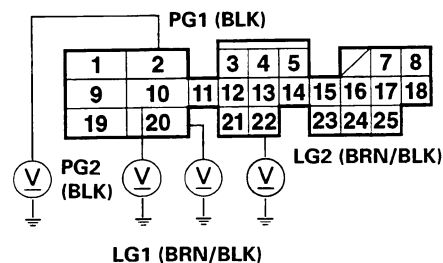 PG1 (BLK)
1 2 3 4 5 7 8
9 10 11 12 13 14 15 16 17 18
19 20 21 22 23 24 25
LG2 (BRN/BLK)
V V V V
PG2
(BLK)
LG1 (BRN/BLK)